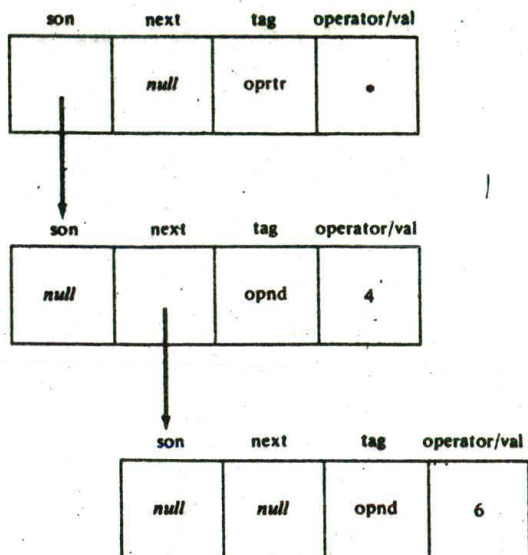 son next tag operator/val
null oprtr *
son next tag operator/val
null opnd 4
son next tag operator/val
null null opnd 6